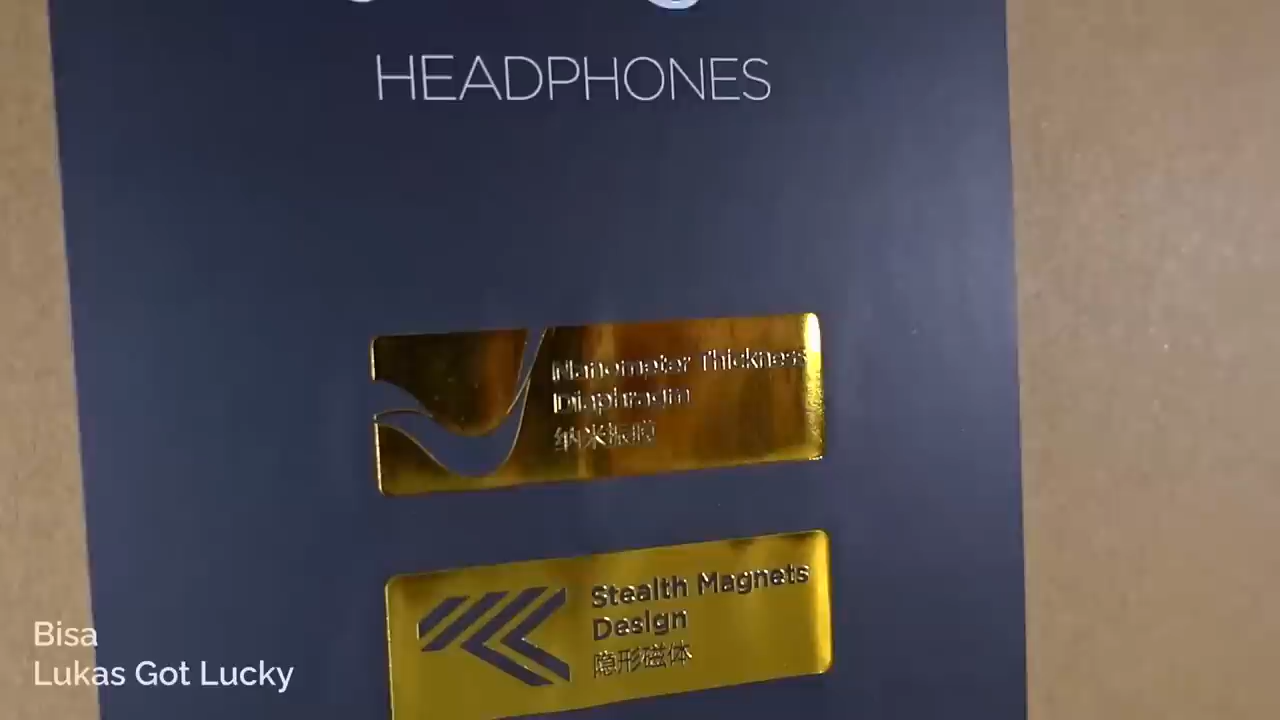 HEADPHONES
Nanometer Thickness
Diaphragm
纳米振膜
Stealth Magnets
Design
隐形磁体
Bisa
Lukas Got Lucky